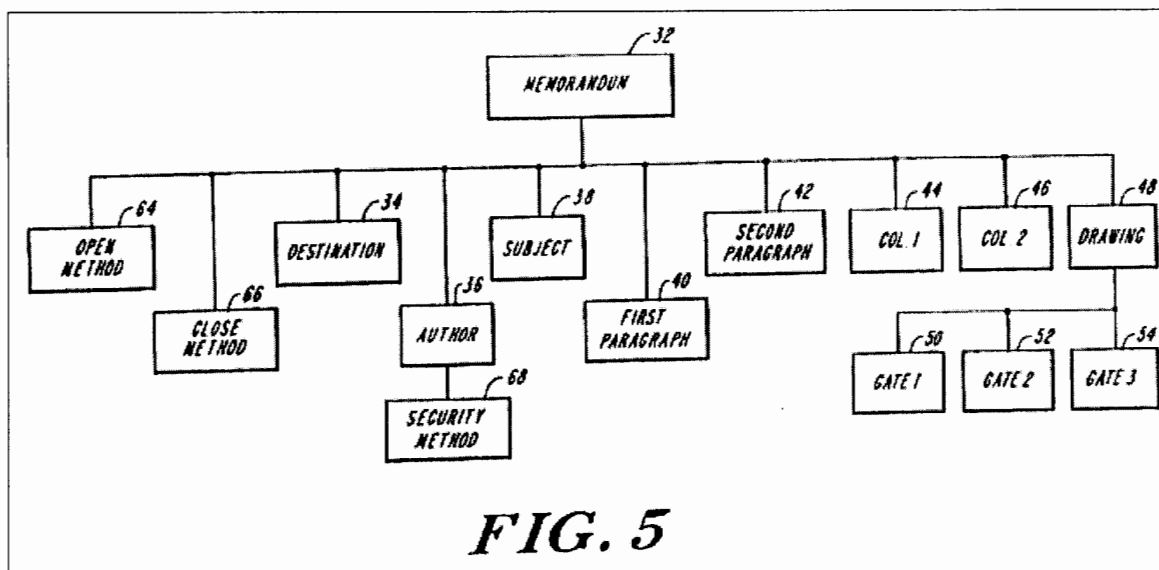 32
MEMORANDUM
64
OPEN
METHOD
66
CLOSE
METHOD
34
DESTINATION
36
AUTHOR
68
SECURITY
METHOD
38
SUBJECT
40
FIRST
PARAGRAPH
42
SECOND
PARAGRAPH
44
COL. 1
46
COL. 2
48
DRAWING
50
GATE 1
52
GATE 2
54
GATE 3
FIG. 5